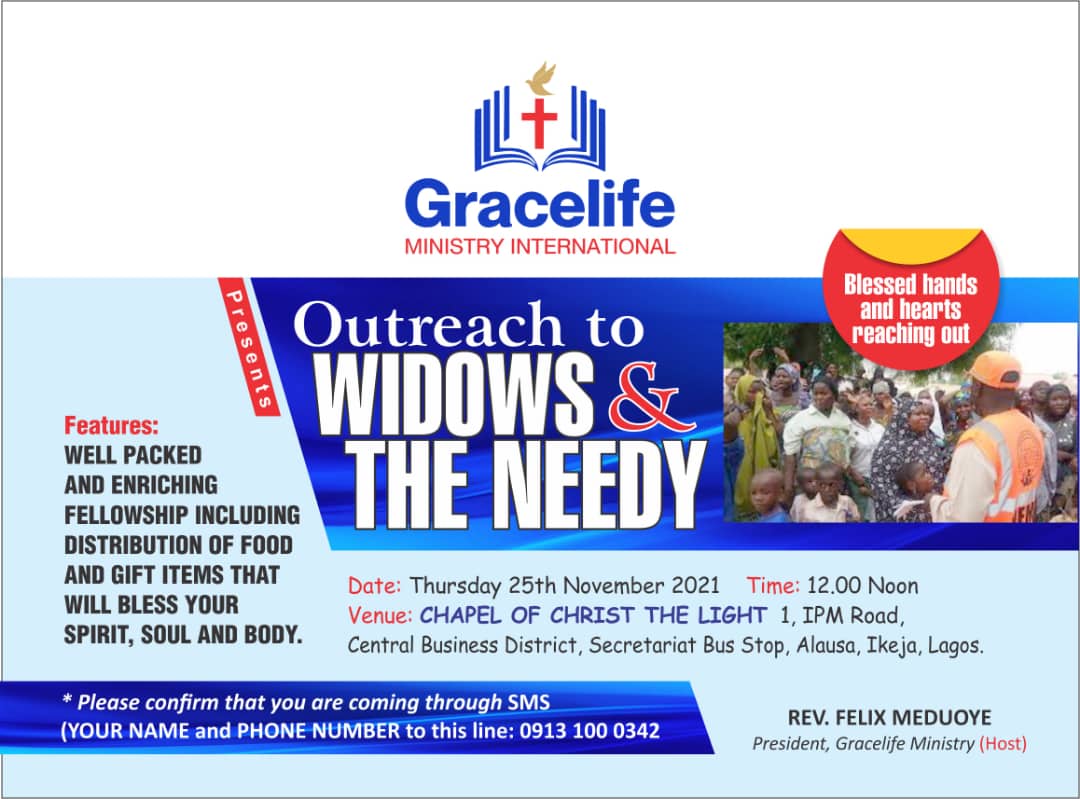 Gracelife
MINISTRY INTERNATIONAL
Blessed hands
and hearts
reaching out
Presents
Outreach to
WIDOWS &
THE NEEDY
Features:
WELL PACKED
AND ENRICHING
FELLOWSHIP INCLUDING
DISTRIBUTION OF FOOD
AND GIFT ITEMS THAT
WILL BLESS YOUR
SPIRIT, SOUL AND BODY.
Date: Thursday 25th November 2021 Time: 12.00 Noon
Venue: CHAPEL OF CHRIST THE LIGHT 1, IPM Road,
Central Business District, Secretariat Bus Stop, Alausa, Ikeja, Lagos.
* Please confirm that you are coming through SMS
(YOUR NAME and PHONE NUMBER to this line: 0913 100 0342
REV. FELIX MEDUOYE
President, Gracelife Ministry (Host)